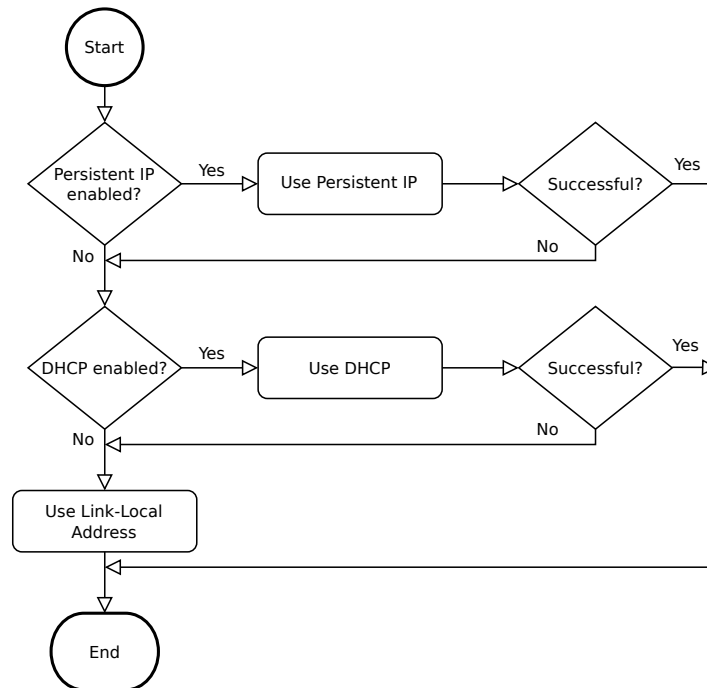 Start
Persistent IP
enabled?
Yes
Use Persistent IP
Successful?
Yes
No
No
DHCP enabled?
Yes
Use DHCP
Successful?
Yes
No
No
Use Link-Local
Address
End